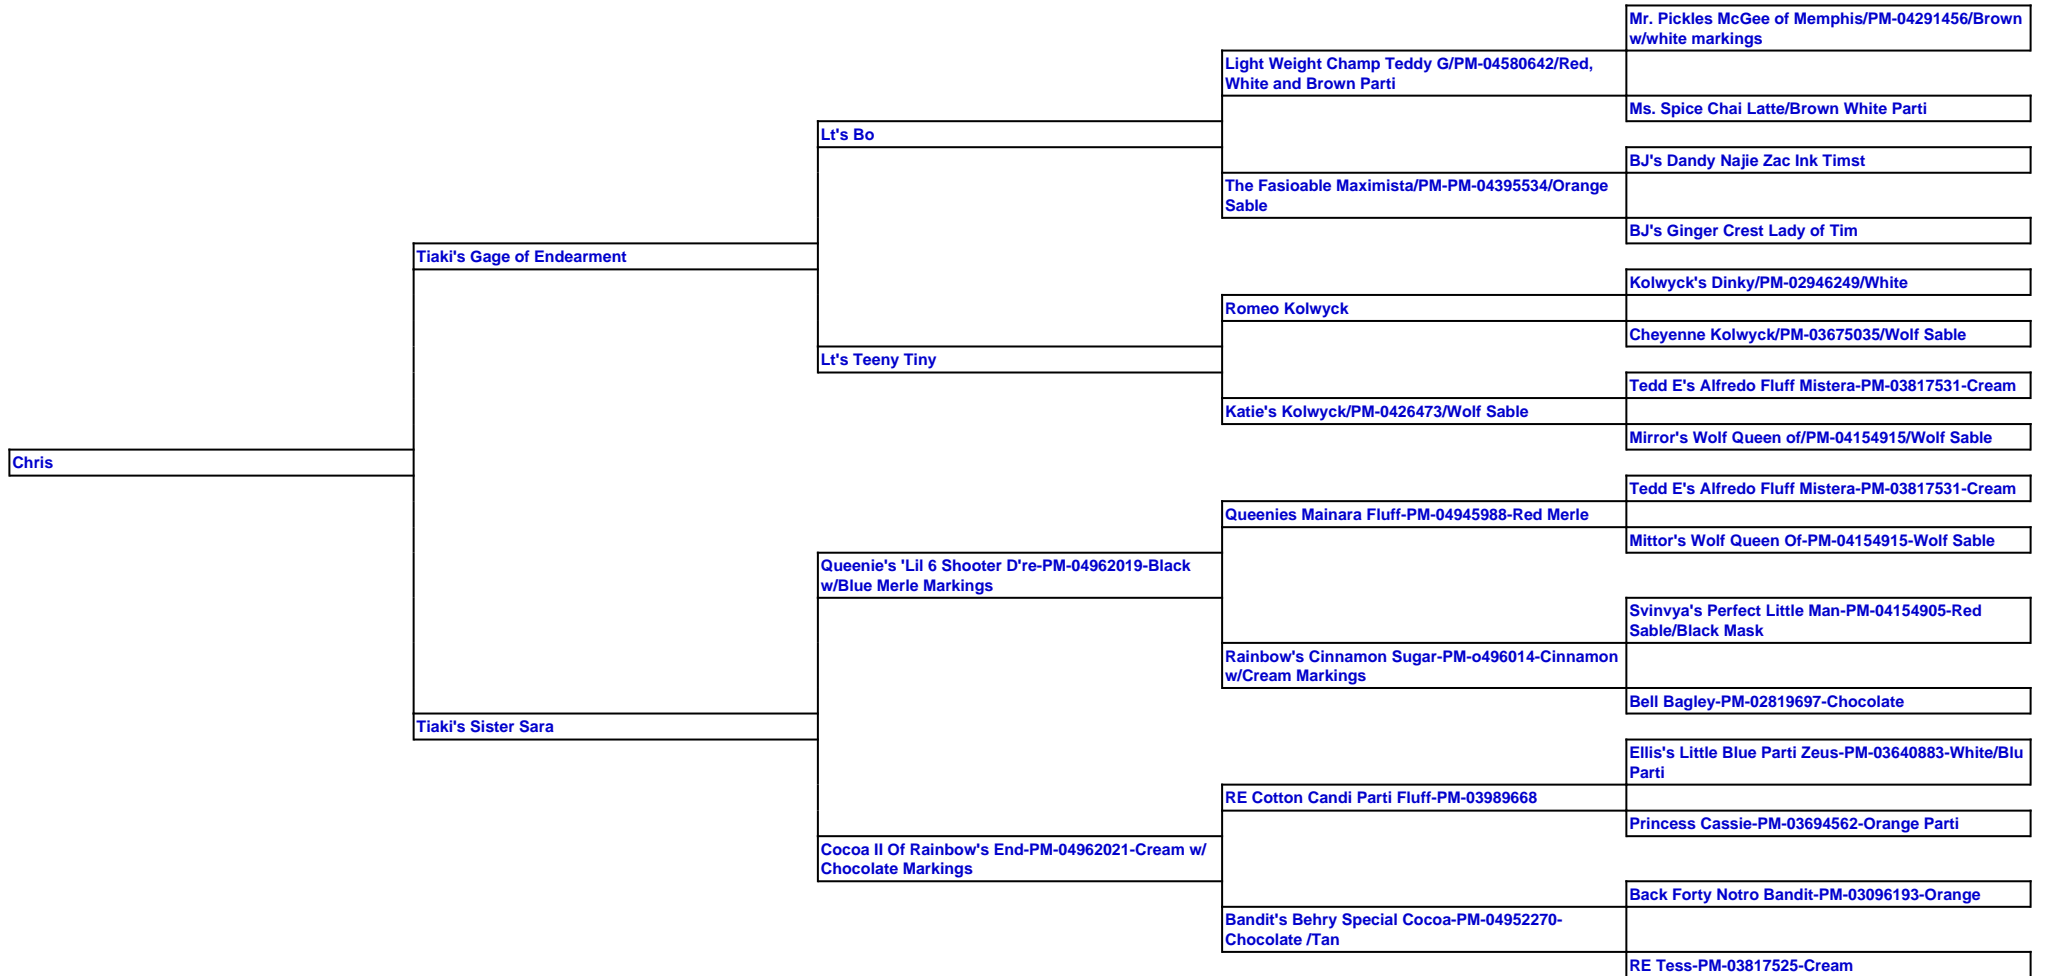 Mr. Pickles McGee of Memphis/PM-04291456/Brown
w/white markings
Light Weight Champ Teddy G/PM-04580642/Red,
White and Brown Parti
Ms. Spice Chai Latte/Brown White Parti
Lt's Bo
BJ's Dandy Najie Zac Ink Timst
The Fasioable Maximista/PM-PM-04395534/Orange
Sable
BJ's Ginger Crest Lady of Tim
Tiaki's Gage of Endearment
Kolwyck's Dinky/PM-02946249/White
Romeo Kolwyck
Cheyenne Kolwyck/PM-03675035/Wolf Sable
Lt's Teeny Tiny
Tedd E's Alfredo Fluff Mistera-PM-03817531-Cream
Katie's Kolwyck/PM-0426473/Wolf Sable
Mirror's Wolf Queen of/PM-04154915/Wolf Sable
Chris
Tedd E's Alfredo Fluff Mistera-PM-03817531-Cream
Queenies Mainara Fluff-PM-04945988-Red Merle
Mittor's Wolf Queen Of-PM-04154915-Wolf Sable
Queenie's 'Lil 6 Shooter D're-PM-04962019-Black
w/Blue Merle Markings
Svinvya's Perfect Little Man-PM-04154905-Red
Sable/Black Mask
Rainbow's Cinnamon Sugar-PM-o496014-Cinnamon
w/Cream Markings
Bell Bagley-PM-02819697-Chocolate
Tiaki's Sister Sara
Ellis's Little Blue Parti Zeus-PM-03640883-White/Blu
Parti
RE Cotton Candi Parti Fluff-PM-03989668
Princess Cassie-PM-03694562-Orange Parti
Cocoa II Of Rainbow's End-PM-04962021-Cream w/
Chocolate Markings
Back Forty Notro Bandit-PM-03096193-Orange
Bandit's Behry Special Cocoa-PM-04952270-
Chocolate /Tan
RE Tess-PM-03817525-Cream